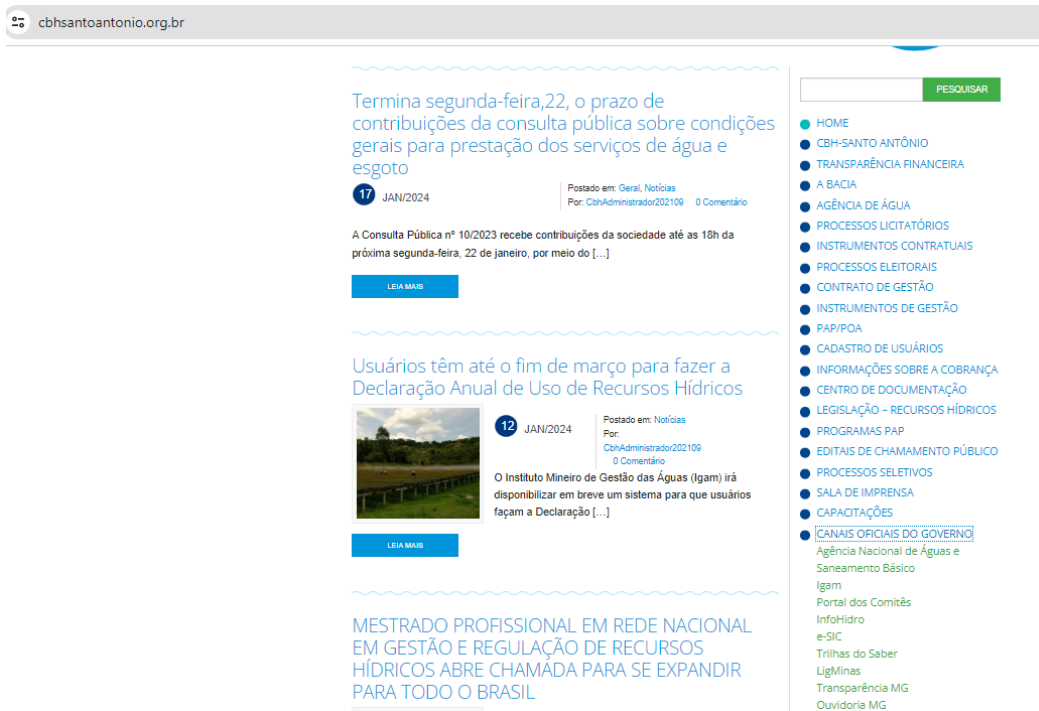 cbhsantoantonio.org.br
Termina segunda-feira,22, o prazo de
contribuições da consulta pública sobre condições
gerais para prestação dos serviços de água e
esgoto
17 JAN/2024
Postado em: Geral, Notícias
Por: CbhAdministrador202109 0 Comentário
A Consulta Pública nº 10/2023 recebe contribuições da sociedade até as 18h da
próxima segunda-feira, 22 de janeiro, por meio do [...]
LEIA MAIS
Usuários têm até o fim de março para fazer a
Declaração Anual de Uso de Recursos Hídricos
12 JAN/2024
Postado em: Notícias
Por:
CbhAdministrador202109
0 Comentário
O Instituto Mineiro de Gestão das Águas (Igam) irá
disponibilizar em breve um sistema para que usuários
façam a Declaração [...]
LEIA MAIS
MESTRADO PROFISSIONAL EM REDE NACIONAL
EM GESTÃO E REGULAÇÃO DE RECURSOS
HÍDRICOS ABRE CHAMADA PARA SE EXPANDIR
PARA TODO O BRASIL
PESQUISAR
HOME
CBH-SANTO ANTÔNIO
TRANSPARÊNCIA FINANCEIRA
A BACIA
AGÊNCIA DE ÁGUA
PROCESSOS LICITATÓRIOS
INSTRUMENTOS CONTRATUAIS
PROCESSOS ELEITORAIS
CONTRATO DE GESTÃO
INSTRUMENTOS DE GESTÃO
PAP/POA
CADASTRO DE USUÁRIOS
INFORMAÇÕES SOBRE A COBRANÇA
CENTRO DE DOCUMENTAÇÃO
LEGISLAÇÃO – RECURSOS HÍDRICOS
PROGRAMAS PAP
EDITAIS DE CHAMAMENTO PÚBLICO
PROCESSOS SELETIVOS
SALA DE IMPRENSA
CAPACITAÇÕES
CANAIS OFICIAIS DO GOVERNO
Agência Nacional de Águas e
Saneamento Básico
Igam
Portal dos Comitês
InfoHidro
e-SIC
Trilhas do Saber
LigMinas
Transparência MG
Ouvidoria MG